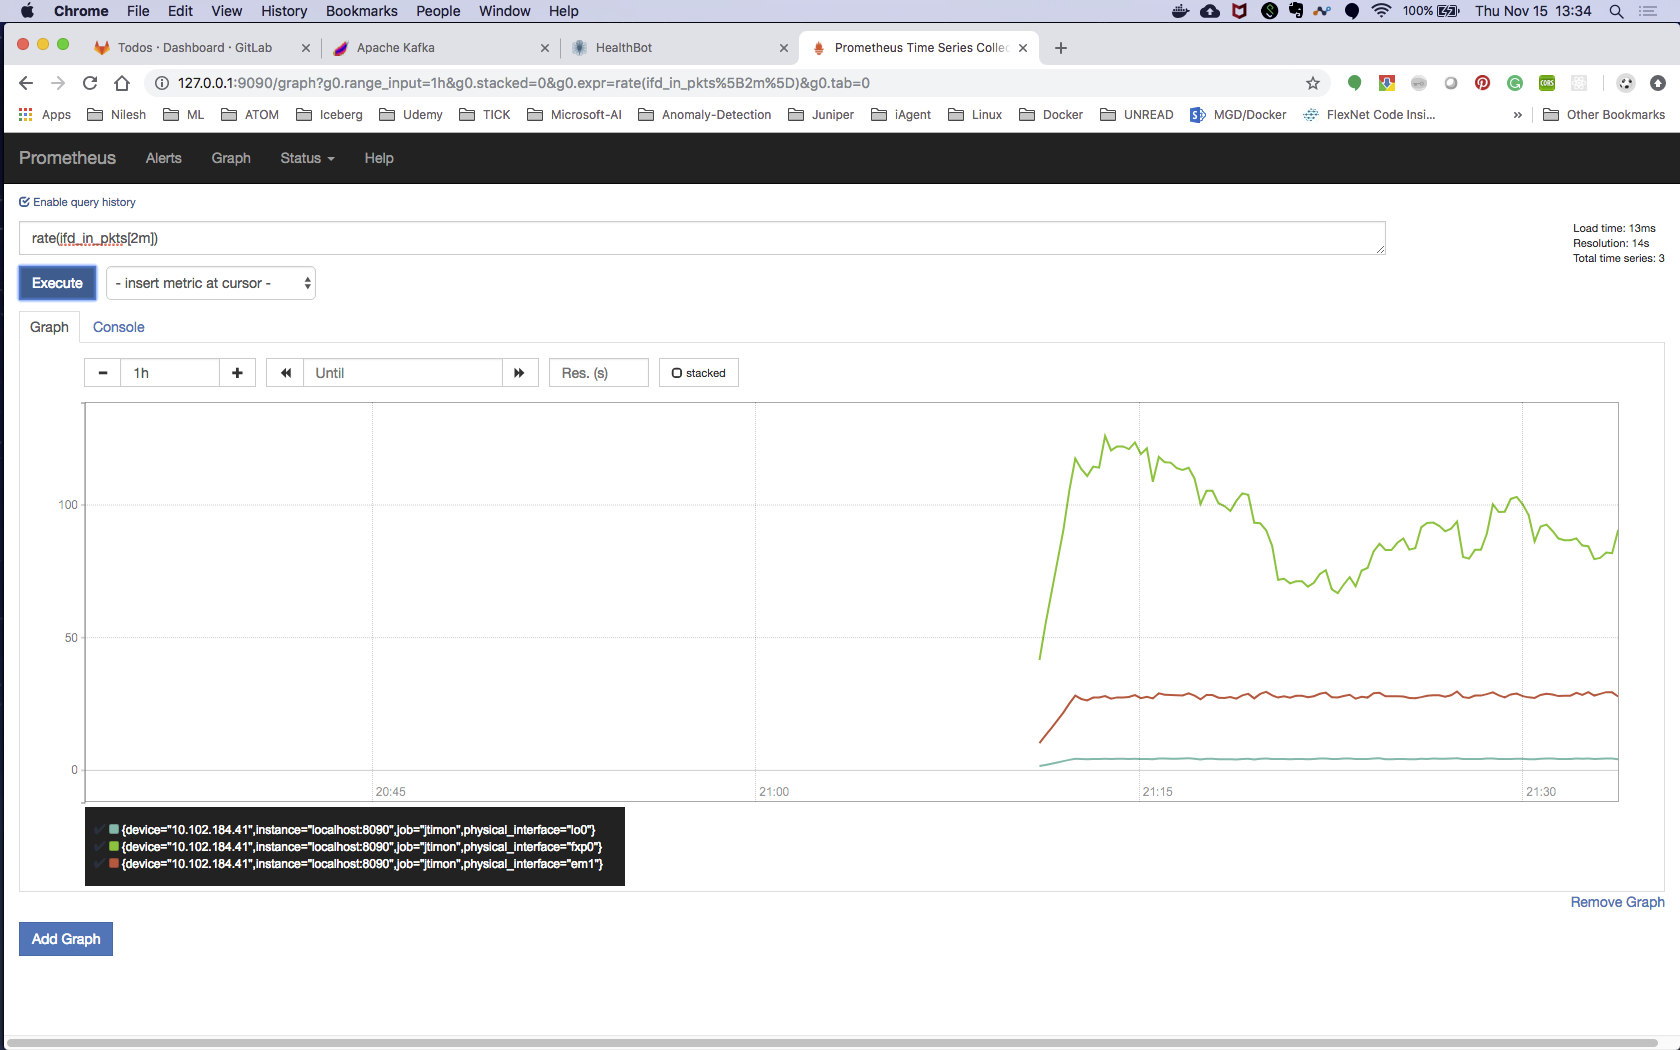 Chrome File Edit View History Bookmarks People Window Help 100% Thu Nov 15 13:34
Todos · Dashboard · GitLab Apache Kafka HealthBot Prometheus Time Series Collec
127.0.0.1:9090/graph?g0.range_input=1h&g0.stacked=0&g0.expr=rate(ifd_in_pkts%5B2m%5D)&g0.tab=0
Apps Nilesh ML ATOM Iceberg Udemy TICK Microsoft-AI Anomaly-Detection Juniper iAgent Linux Docker UNREAD MGD/Docker FlexNet Code Insi... » Other Bookmarks
Prometheus Alerts Graph Status Help
Enable query history
rate(ifd_in_pkts[2m])
Load time: 13ms
Resolution: 14s
Total time series: 3
Execute - insert metric at cursor -
Graph Console
1h Until Res. (s) stacked
100
50
0
20:45 21:00 21:15 21:30
{device="10.102.184.41",instance="localhost:8090",job="jtimon",physical_interface="lo0"}
{device="10.102.184.41",instance="localhost:8090",job="jtimon",physical_interface="fxp0"}
{device="10.102.184.41",instance="localhost:8090",job="jtimon",physical_interface="em1"}
Remove Graph
Add Graph